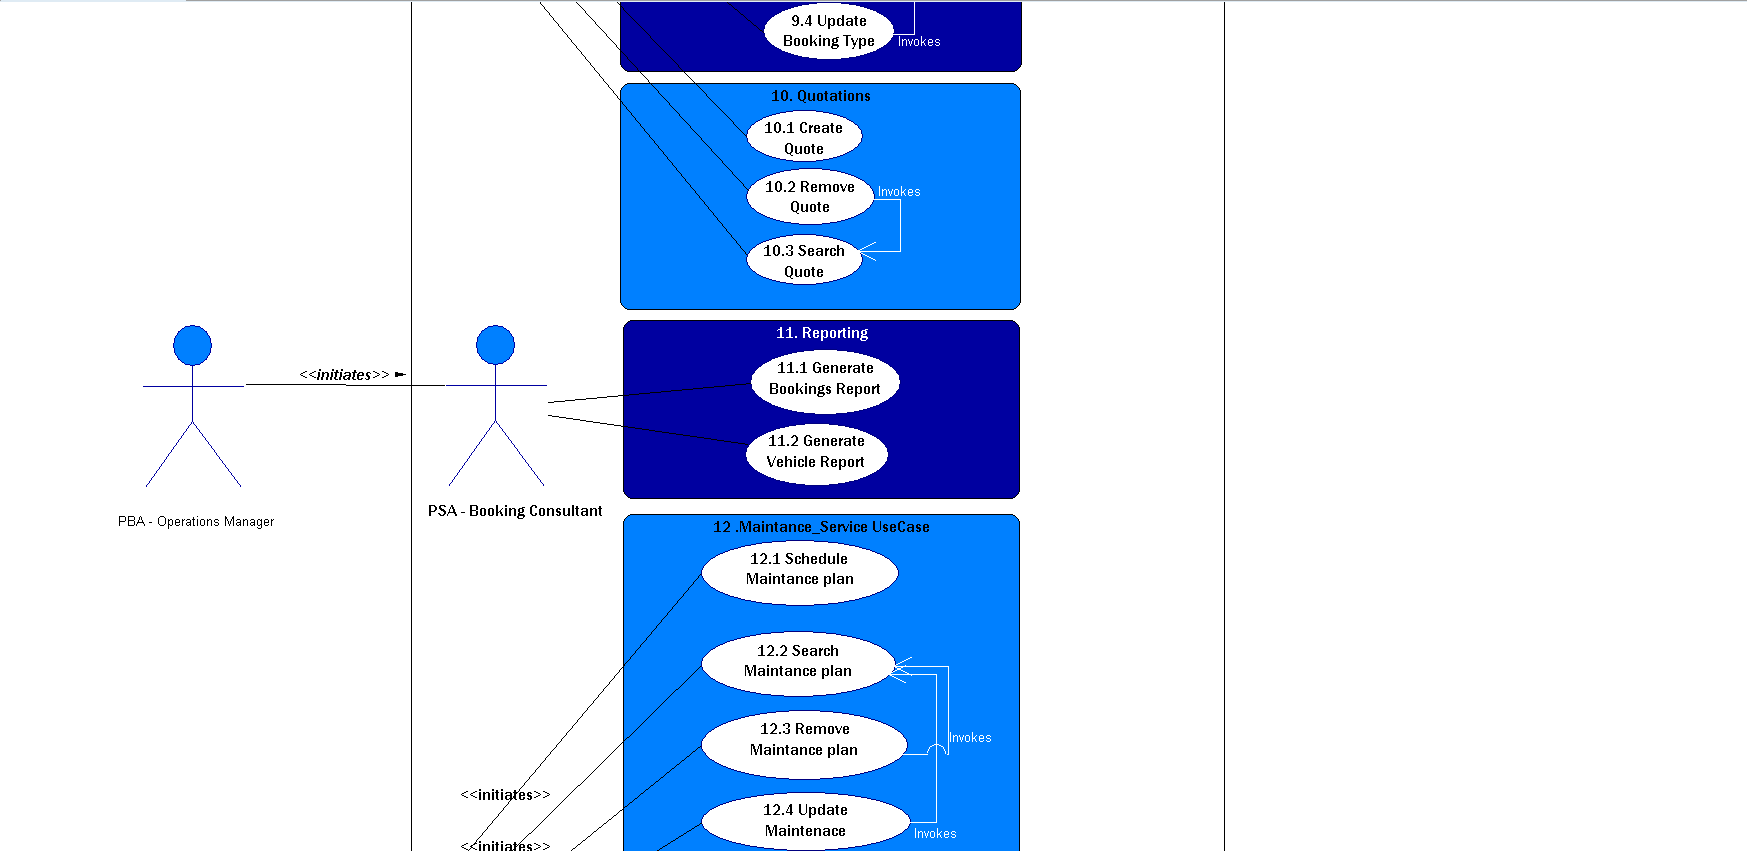 9.4 Update
Booking Type
Invokes
10. Quotations
10.1 Create
Quote
10.2 Remove
Quote
Invokes
10.3 Search
Quote
11. Reporting
11.1 Generate
Bookings Report
<<initiates>>
11.2 Generate
Vehicle Report
PBA - Operations Manager
PSA - Booking Consultant
12 .Maintance_Service UseCase
12.1 Schedule
Maintance plan
12.2 Search
Maintance plan
12.3 Remove
Maintance plan
Invokes
<<initiates>>
12.4 Update
Maintenace
Invokes
<<initiates>>